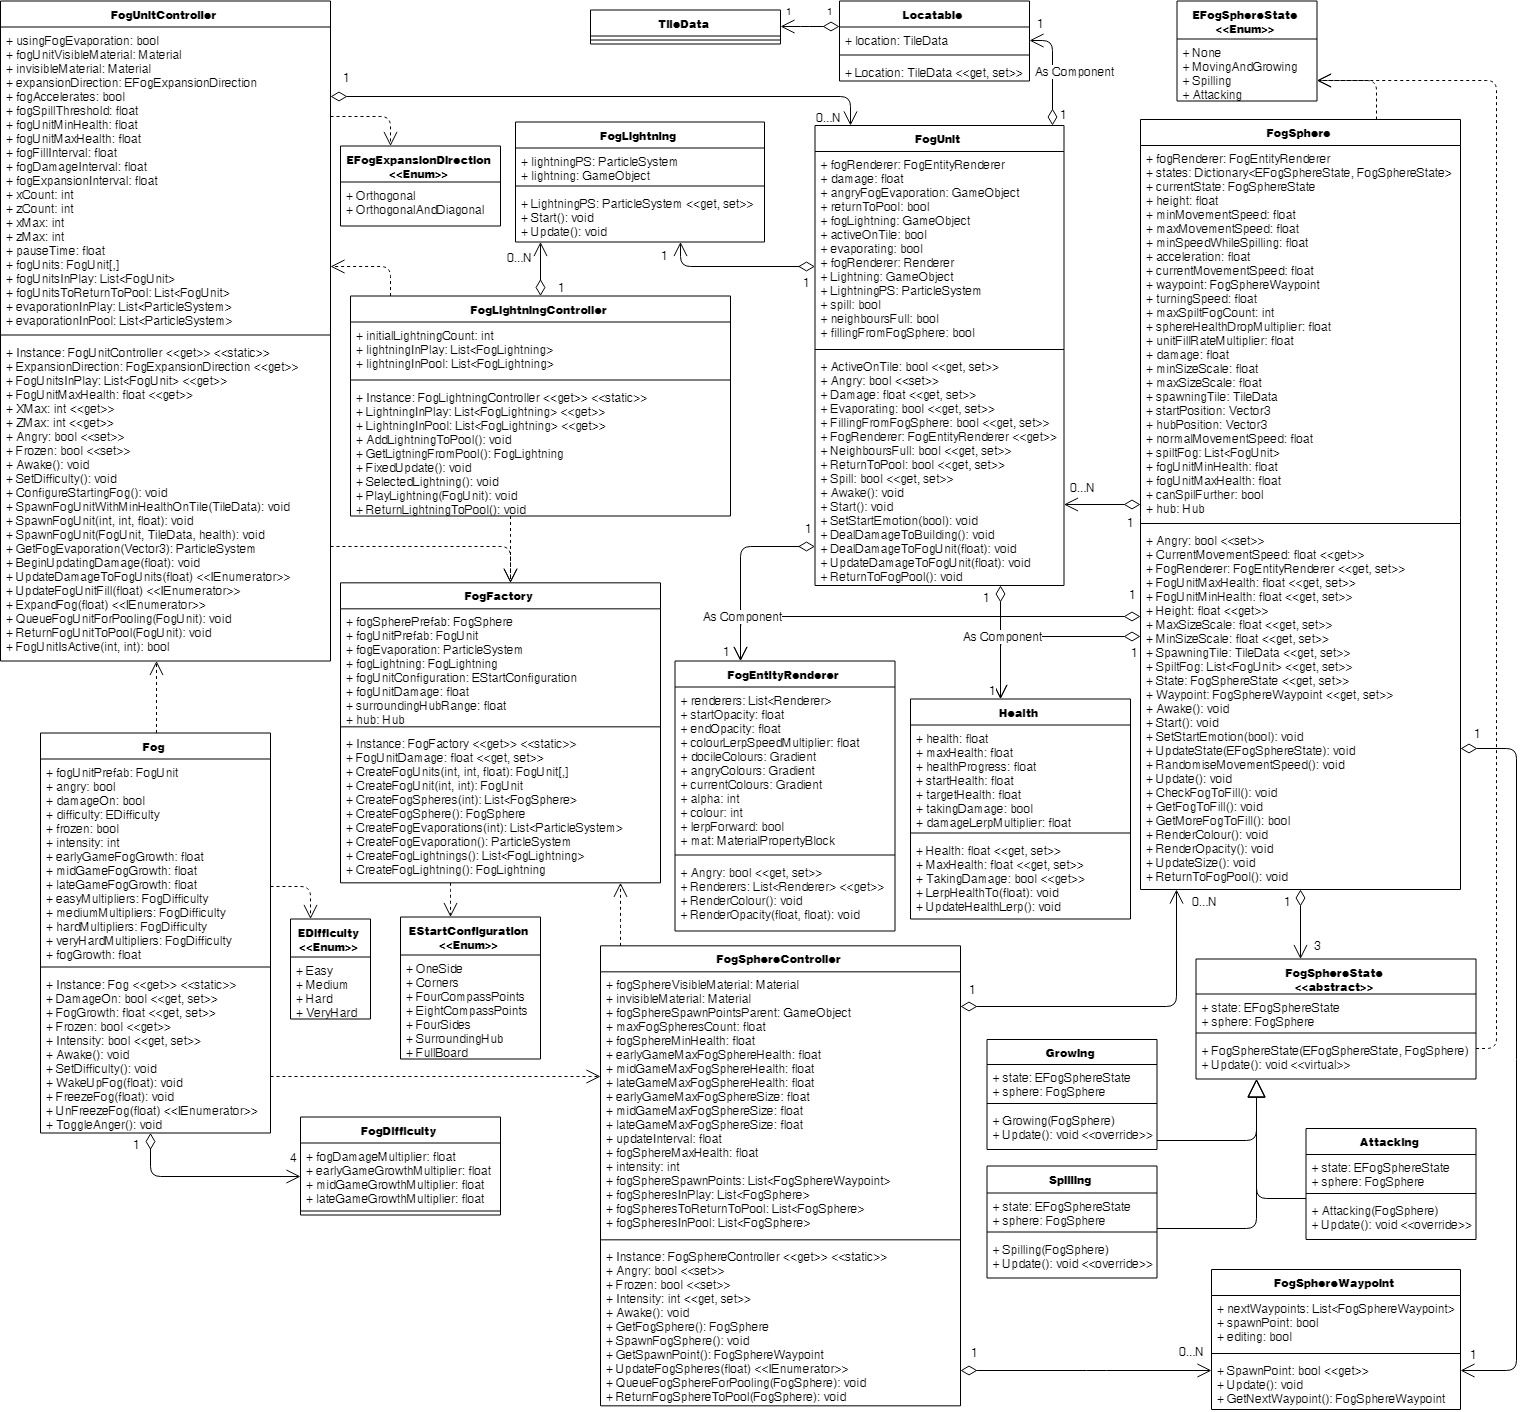 FogUnitController
+ usingFogEvaporation: bool
+ fogUnitVisibleMaterial: Material
+ invisibleMaterial: Material
+ expansionDirection: EFogExpansionDirection
+ fogAccelerates: bool
+ fogSpillThreshold: float
+ fogUnitMinHealth: float
+ fogUnitMaxHealth: float
+ fogFillInterval: float
+ fogDamageInterval: float
+ fogExpansionInterval: float
+ xCount: int
+ zCount: int
+ xMax: int
+ zMax: int
+ pauseTime: float
+ fogUnits: FogUnit[,]
+ fogUnitsInPlay: List<FogUnit>
+ fogUnitsToReturnToPool: List<FogUnit>
+ evaporationInPlay: List<ParticleSystem>
+ evaporationInPool: List<ParticleSystem>
+ Instance: FogUnitController <<get>> <<static>>
+ ExpansionDirection: FogExpansionDirection <<get>>
+ FogUnitsInPlay: List<FogUnit> <<get>>
+ FogUnitMaxHealth: float <<get>>
+ XMax: int <<get>>
+ ZMax: int <<get>>
+ Angry: bool <<set>>
+ Frozen: bool <<set>>
+ Awake(): void
+ SetDifficulty(): void
+ ConfigureStartingFog(): void
+ SpawnFogUnitWithMinHealthOnTile(TileData): void
+ SpawnFogUnit(int, int, float): void
+ SpawnFogUnit(FogUnit, TileData, health): void
+ GetFogEvaporation(Vector3): ParticleSystem
+ BeginUpdatingDamage(float): void
+ UpdateDamageToFogUnits(float) <<IEnumerator>>
+ UpdateFogUnitFill(float) <<IEnumerator>>
+ ExpandFog(float) <<IEnumerator>>
+ QueueFogUnitForPooling(FogUnit): void
+ ReturnFogUnitToPool(FogUnit): void
+ FogUnitIsActive(int, int): bool
1
0...N
EFogExpansionDirection
<<Enum>>
+ Orthogonal
+ OrthogonalAndDiagonal
FogLightning
+ lightningPS: ParticleSystem
+ lightning: GameObject
+ LightningPS: ParticleSystem <<get, set>>
+ Start(): void
+ Update(): void
0...N
1
1
1
FogLightningController
+ initialLightningCount: int
+ lightningInPlay: List<FogLightning>
+ lightningInPool: List<FogLightning>
+ Instance: FogLightningController <<get>> <<static>>
+ LightningInPlay: List<FogLightning> <<get>>
+ LightningInPool: List<FogLightning> <<get>>
+ AddLightningToPool(): void
+ GetLigtningFromPool(): FogLightning
+ FixedUpdate(): void
+ SelectedLightning(): void
+ PlayLightning(FogUnit): void
+ ReturnLightningToPool(): void
TileData
1
1
Locatable
+ location: TileData
+ Location: TileData <<get, set>>
1
As Component
1
FogUnit
+ fogRenderer: FogEntityRenderer
+ damage: float
+ angryFogEvaporation: GameObject
+ returnToPool: bool
+ fogLightning: GameObject
+ activeOnTile: bool
+ evaporating: bool
+ fogRenderer: Renderer
+ Lightning: GameObject
+ LightningPS: ParticleSystem
+ spill: bool
+ neighboursFull: bool
+ fillingFromFogSphere: bool
+ ActiveOnTile: bool <<get, set>>
+ Angry: bool <<set>>
+ Damage: float <<get, set>>
+ Evaporating: bool <<get, set>>
+ FillingFromFogSphere: bool <<get, set>>
+ FogRenderer: FogEntityRenderer <<get>>
+ NeighboursFull: bool <<get, set>>
+ ReturnToPool: bool <<get, set>>
+ Spill: bool <<get, set>>
+ Awake(): void
+ Start(): void
+ SetStartEmotion(bool): void
+ DealDamageToBuilding(): void
+ DealDamageToFogUnit(float): void
+ UpdateDamageToFogUnit(float): void
+ ReturnToFogPool(): void
EFogSphereState
<<Enum>>
+ None
+ MovingAndGrowing
+ Spilling
+ Attacking
FogSphere
+ fogRenderer: FogEntityRenderer
+ states: Dictionary<EFogSphereState, FogSphereState>
+ currentState: FogSphereState
+ height: float
+ minMovementSpeed: float
+ maxMovementSpeed: float
+ minSpeedWhileSpilling: float
+ acceleration: float
+ currentMovementSpeed: float
+ waypoint: FogSphereWaypoint
+ turningSpeed: float
+ maxSpiltFogCount: int
+ sphereHealthDropMultiplier: float
+ unitFillRateMultiplier: float
+ damage: float
+ minSizeScale: float
+ maxSizeScale: float
+ spawningTile: TileData
+ startPosition: Vector3
+ hubPosition: Vector3
+ normalMovementSpeed: float
+ spiltFog: List<FogUnit>
+ fogUnitMinHealth: float
+ fogUnitMaxHealth: float
+ canSpilFurther: bool
+ hub: Hub
+ Angry: bool <<set>>
+ CurrentMovementSpeed: float <<get>>
+ FogRenderer: FogEntityRenderer <<get, set>>
+ FogUnitMaxHealth: float <<get, set>>
+ FogUnitMinHealth: float <<get, set>>
+ Height: float <<get>>
+ MaxSizeScale: float <<get, set>>
+ MinSizeScale: float <<get, set>>
+ SpawningTile: TileData <<get, set>>
+ SpiltFog: List<FogUnit> <<get, set>>
+ State: FogSphereState <<get, set>>
+ Waypoint: FogSphereWaypoint <<get, set>>
+ Awake(): void
+ Start(): void
+ SetStartEmotion(bool): void
+ UpdateState(EFogSphereState): void
+ RandomiseMovementSpeed(): void
+ Update(): void
+ CheckFogToFill(): void
+ GetFogToFill(): void
+ GetMoreFogToFill(): bool
+ RenderColour(): void
+ RenderOpacity(): void
+ UpdateSize(): void
+ ReturnToFogPool(): void
0...N
1
1
As Component
1
1
As Component
1
1
1
1
FogFactory
+ fogSpherePrefab: FogSphere
+ fogUnitPrefab: FogUnit
+ fogEvaporation: ParticleSystem
+ fogLightning: FogLightning
+ fogUnitConfiguration: EStartConfiguration
+ fogUnitDamage: float
+ surroundingHubRange: float
+ hub: Hub
+ Instance: FogFactory <<get>> <<static>>
+ FogUnitDamage: float <<get, set>>
+ CreateFogUnits(int, int, float): FogUnit[,]
+ CreateFogUnit(int, int): FogUnit
+ CreateFogSpheres(int): List<FogSphere>
+ CreateFogSphere(): FogSphere
+ CreateFogEvaporations(int): List<ParticleSystem>
+ CreateFogEvaporation(): ParticleSystem
+ CreateFogLightnings(): List<FogLightning>
+ CreateFogLightning(): FogLightning
FogEntityRenderer
+ renderers: List<Renderer>
+ startOpacity: float
+ endOpacity: float
+ colourLerpSpeedMultiplier: float
+ docileColours: Gradient
+ angryColours: Gradient
+ currentColours: Gradient
+ alpha: int
+ colour: int
+ lerpForward: bool
+ mat: MaterialPropertyBlock
+ Angry: bool <<get, set>>
+ Renderers: List<Renderer> <<get>>
+ RenderColour(): void
+ RenderOpacity(float, float): void
Health
+ health: float
+ maxHealth: float
+ healthProgress: float
+ startHealth: float
+ targetHealth: float
+ takingDamage: bool
+ damageLerpMultiplier: float
+ Health: float <<get, set>>
+ MaxHealth: float <<get, set>>
+ TakingDamage: bool <<get>>
+ LerpHealthTo(float): void
+ UpdateHealthLerp(): void
Fog
+ fogUnitPrefab: FogUnit
+ angry: bool
+ damageOn: bool
+ difficulty: EDifficulty
+ frozen: bool
+ intensity: int
+ earlyGameFogGrowth: float
+ midGameFogGrowth: float
+ lateGameFogGrowth: float
+ easyMultipliers: FogDifficulty
+ mediumMultipliers: FogDifficulty
+ hardMultipliers: FogDifficulty
+ veryHardMultipliers: FogDifficulty
+ fogGrowth: float
+ Instance: Fog <<get>> <<static>>
+ DamageOn: bool <<get, set>>
+ FogGrowth: float <<get, set>>
+ Frozen: bool <<get>>
+ Intensity: bool <<get, set>>
+ Awake(): void
+ SetDifficulty(): void
+ WakeUpFog(float): void
+ FreezeFog(float): void
+ UnFreezeFog(float) <<IEnumerator>>
+ ToggleAnger(): void
1
4
EDifficulty
<<Enum>>
+ Easy
+ Medium
+ Hard
+ VeryHard
EStartConfiguration
<<Enum>>
+ OneSide
+ Corners
+ FourCompassPoints
+ EightCompassPoints
+ FourSides
+ SurroundingHub
+ FullBoard
FogDifficulty
+ fogDamageMultiplier: float
+ earlyGameGrowthMultiplier: float
+ midGameGrowthMultiplier: float
+ lateGameGrowthMultiplier: float
FogSphereController
+ fogSphereVisibleMaterial: Material
+ invisibleMaterial: Material
+ fogSphereSpawnPointsParent: GameObject
+ maxFogSpheresCount: float
+ fogSphereMinHealth: float
+ earlyGameMaxFogSphereHealth: float
+ midGameMaxFogSphereHealth: float
+ lateGameMaxFogSphereHealth: float
+ earlyGameMaxFogSphereSize: float
+ midGameMaxFogSphereSize: float
+ lateGameMaxFogSphereSize: float
+ updateInterval: float
+ fogSphereMaxHealth: float
+ intensity: int
+ fogSphereSpawnPoints: List<FogSphereWaypoint>
+ fogSpheresInPlay: List<FogSphere>
+ fogSpheresToReturnToPool: List<FogSphere>
+ fogSpheresInPool: List<FogSphere>
+ Instance: FogSphereController <<get>> <<static>>
+ Angry: bool <<set>>
+ Frozen: bool <<set>>
+ Intensity: int <<get, set>>
+ Awake(): void
+ GetFogSphere(): FogSphere
+ SpawnFogSphere(): void
+ GetSpawnPoint(): FogSphereWaypoint
+ UpdateFogSpheres(float) <<IEnumerator>>
+ QueueFogSphereForPooling(FogSphere): void
+ ReturnFogSphereToPool(FogSphere): void
1
0...N
1
3
FogSphereState
<<abstract>>
+ state: EFogSphereState
+ sphere: FogSphere
+ FogSphereState(EFogSphereState, FogSphere)
+ Update(): void <<virtual>>
Growing
+ state: EFogSphereState
+ sphere: FogSphere
+ Growing(FogSphere)
+ Update(): void <<override>>
Attacking
+ state: EFogSphereState
+ sphere: FogSphere
+ Attacking(FogSphere)
+ Update(): void <<override>>
Spilling
+ state: EFogSphereState
+ sphere: FogSphere
+ Spilling(FogSphere)
+ Update(): void <<override>>
1
0...N
1
FogSphereWaypoint
+ nextWaypoints: List<FogSphereWaypoint>
+ spawnPoint: bool
+ editing: bool
+ SpawnPoint: bool <<get>>
+ Update(): void
+ GetNextWaypoint(): FogSphereWaypoint